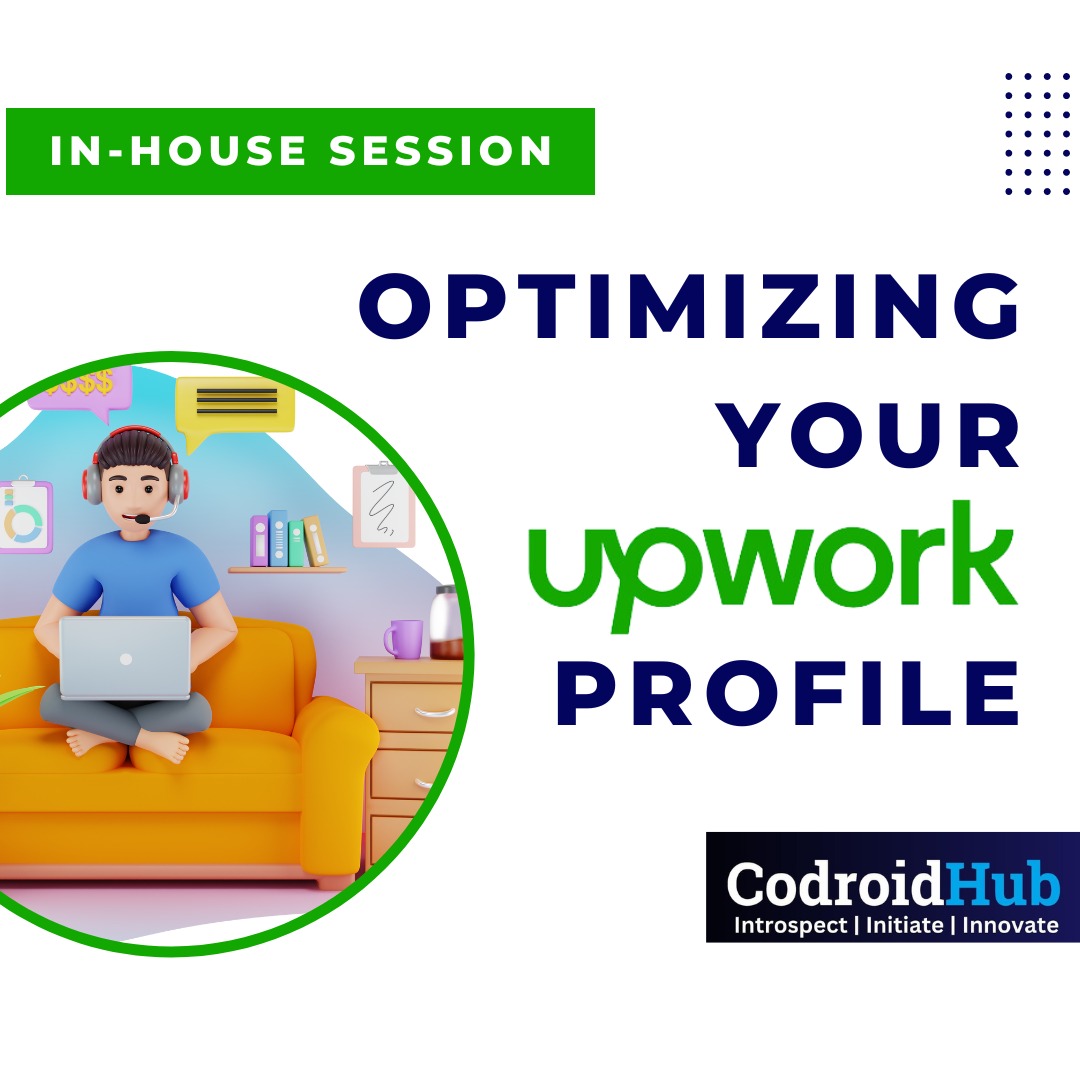 IN-HOUSE SESSION
OPTIMIZING
YOUR
upwork
PROFILE
$$$$
CodroidHub
Introspect | Initiate | Innovate